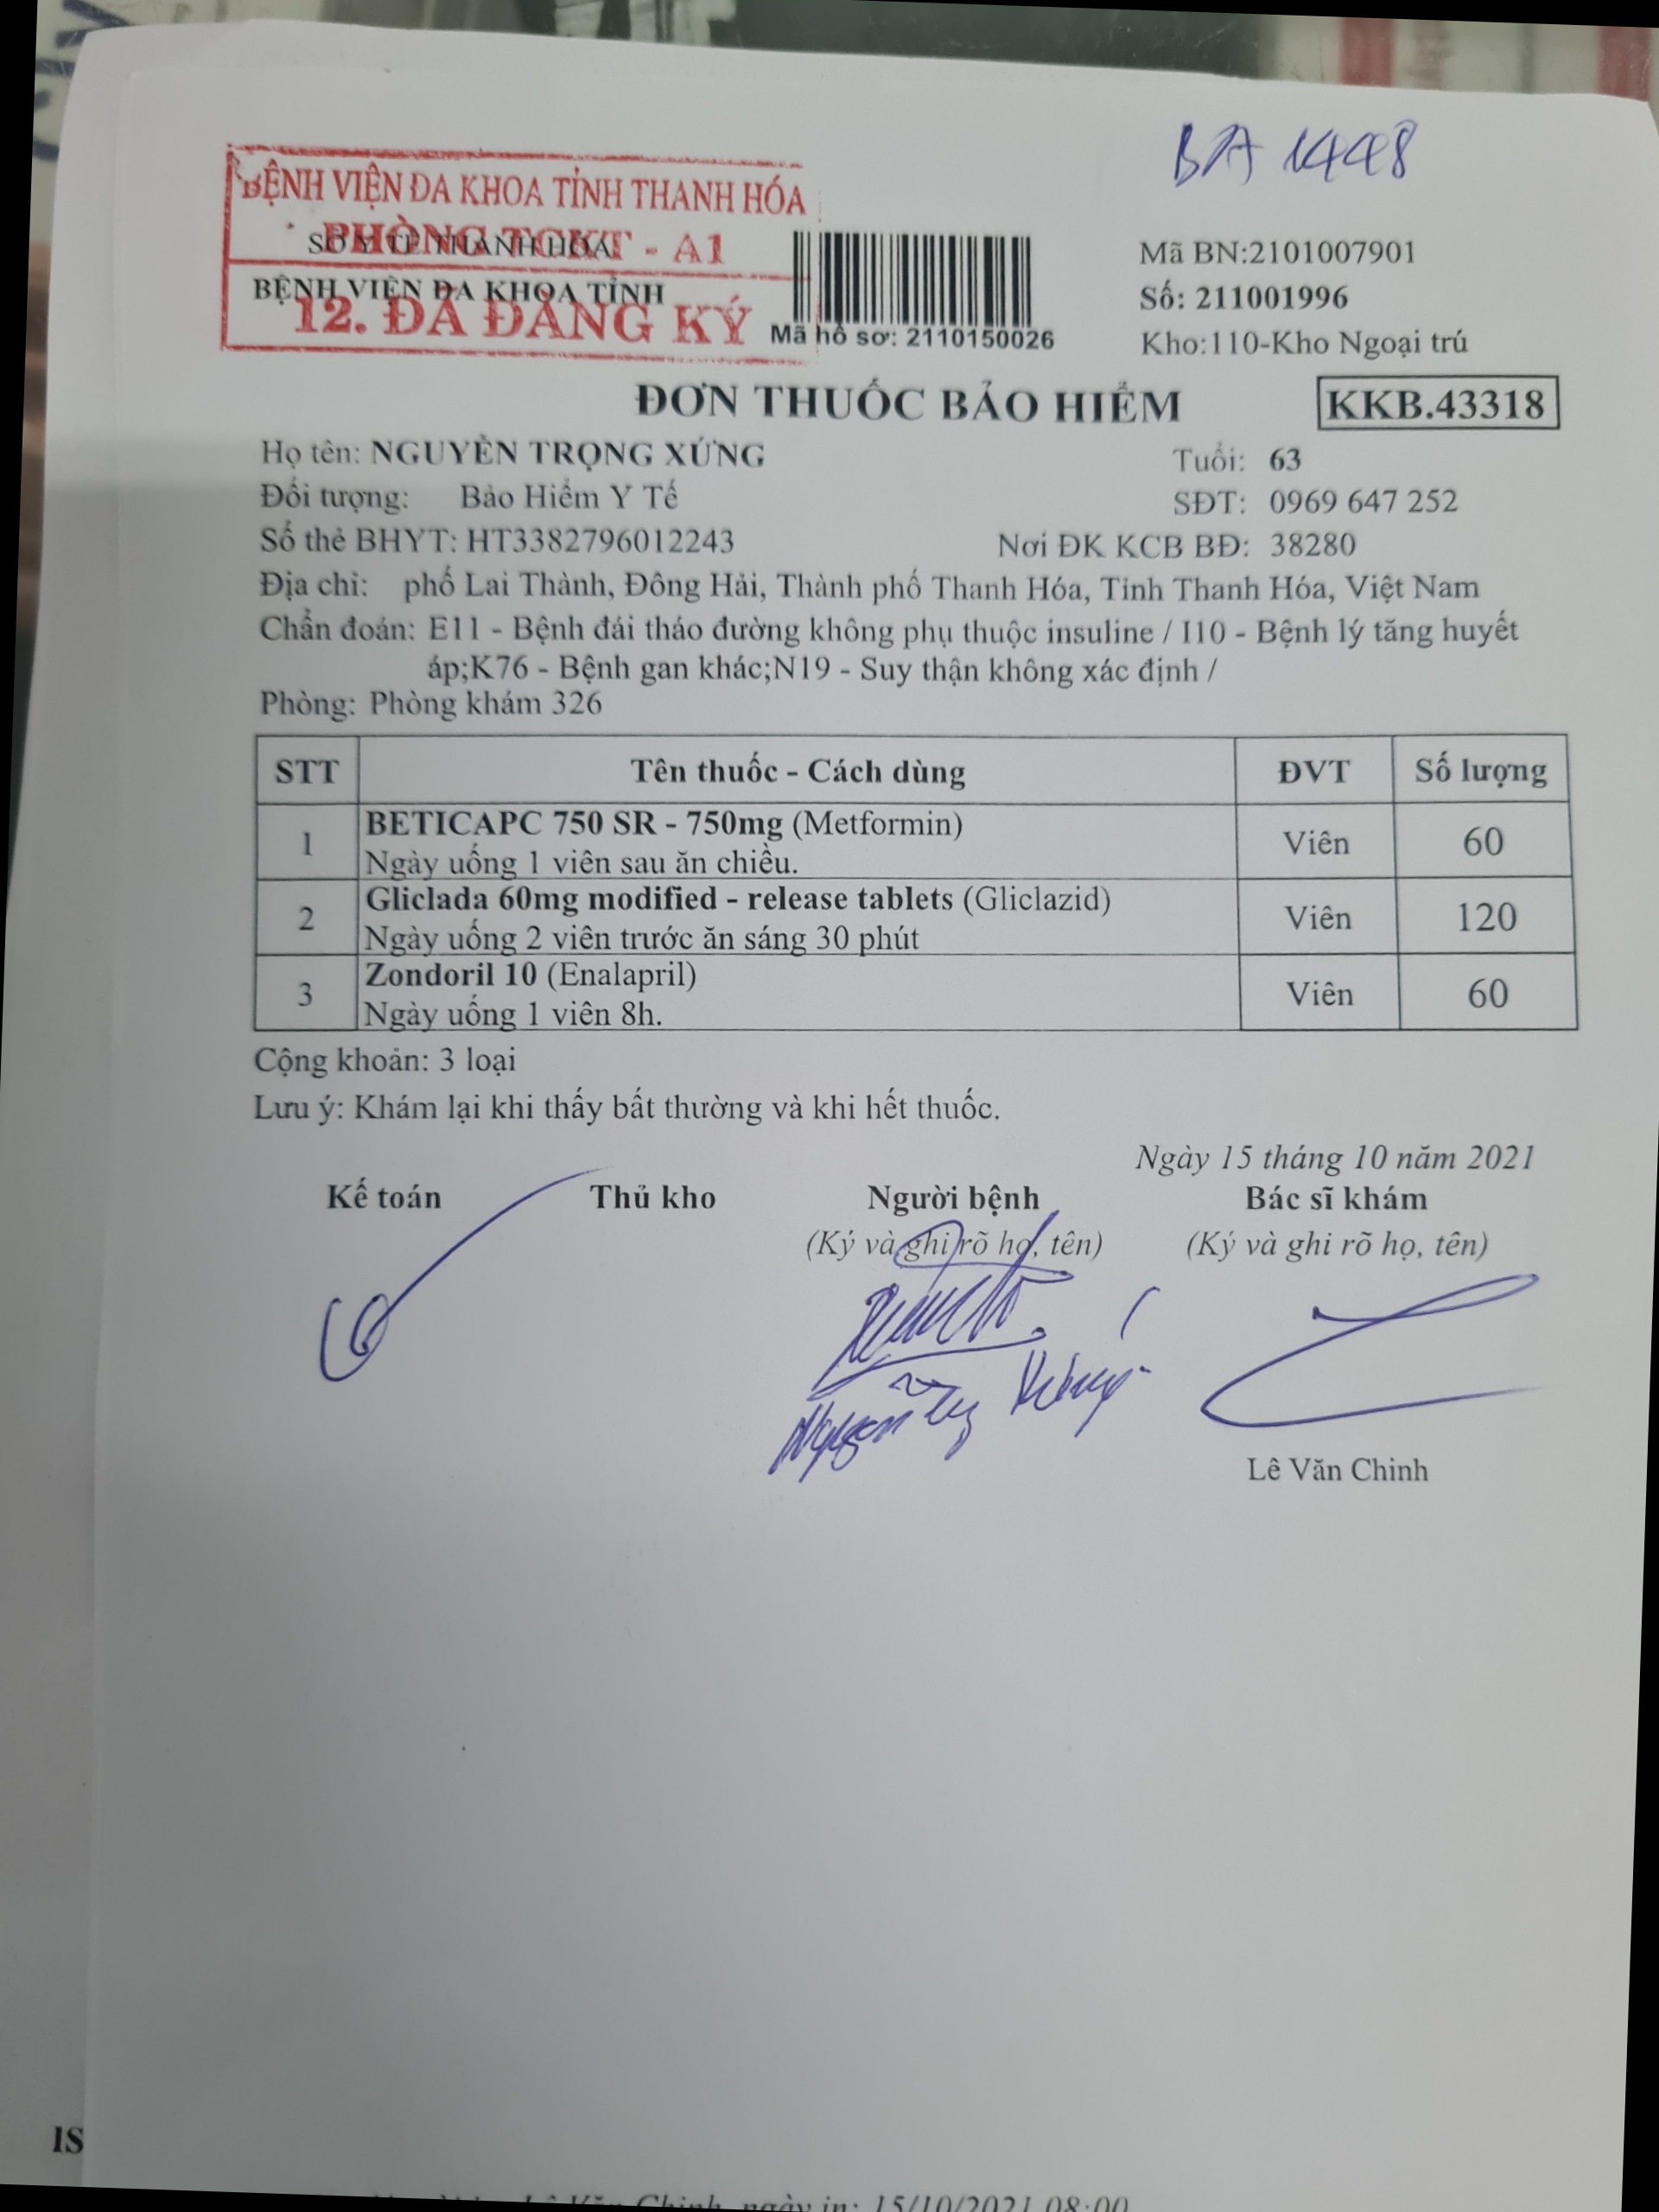 BA 1448
BỆNH VIỆN ĐA KHOA TỈNH THANH HÓA
PHÒNG TCKT - A1
12. ĐÃ ĐĂNG KÝ
SỞ Y TẾ THANH HÓA
BỆNH VIỆN ĐA KHOA TỈNH
Mã hồ sơ: 2110150026
Mã BN:2101007901
Số: 211001996
Kho:110-Kho Ngoại trú
ĐƠN THUỐC BẢO HIỂM
KKB.43318
Họ tên: NGUYỄN TRỌNG XỨNG Tuổi: 63
Đối tượng: Bảo Hiểm Y Tế SĐT: 0969 647 252
Số thẻ BHYT: HT3382796012243 Nơi ĐK KCB BĐ: 38280
Địa chỉ: phố Lai Thành, Đông Hải, Thành phố Thanh Hóa, Tỉnh Thanh Hóa, Việt Nam
Chẩn đoán: E11 - Bệnh đái tháo đường không phụ thuộc insuline / I10 - Bệnh lý tăng huyết
áp;K76 - Bệnh gan khác;N19 - Suy thận không xác định /
Phòng: Phòng khám 326
STT Tên thuốc - Cách dùng ĐVT Số lượng
1 BETICAPC 750 SR - 750mg (Metformin) Viên 60
Ngày uống 1 viên sau ăn chiều.
2 Gliclada 60mg modified - release tablets (Gliclazid) Viên 120
Ngày uống 2 viên trước ăn sáng 30 phút
3 Zondoril 10 (Enalapril) Viên 60
Ngày uống 1 viên 8h.
Cộng khoản: 3 loại
Lưu ý: Khám lại khi thấy bất thường và khi hết thuốc.
Ngày 15 tháng 10 năm 2021
Kế toán Thủ kho Người bệnh Bác sĩ khám
(Ký và ghi rõ họ, tên) (Ký và ghi rõ họ, tên)
Lê Văn Chinh
IS
Lê Văn Chinh, ngày in: 15/10/2021 08:00